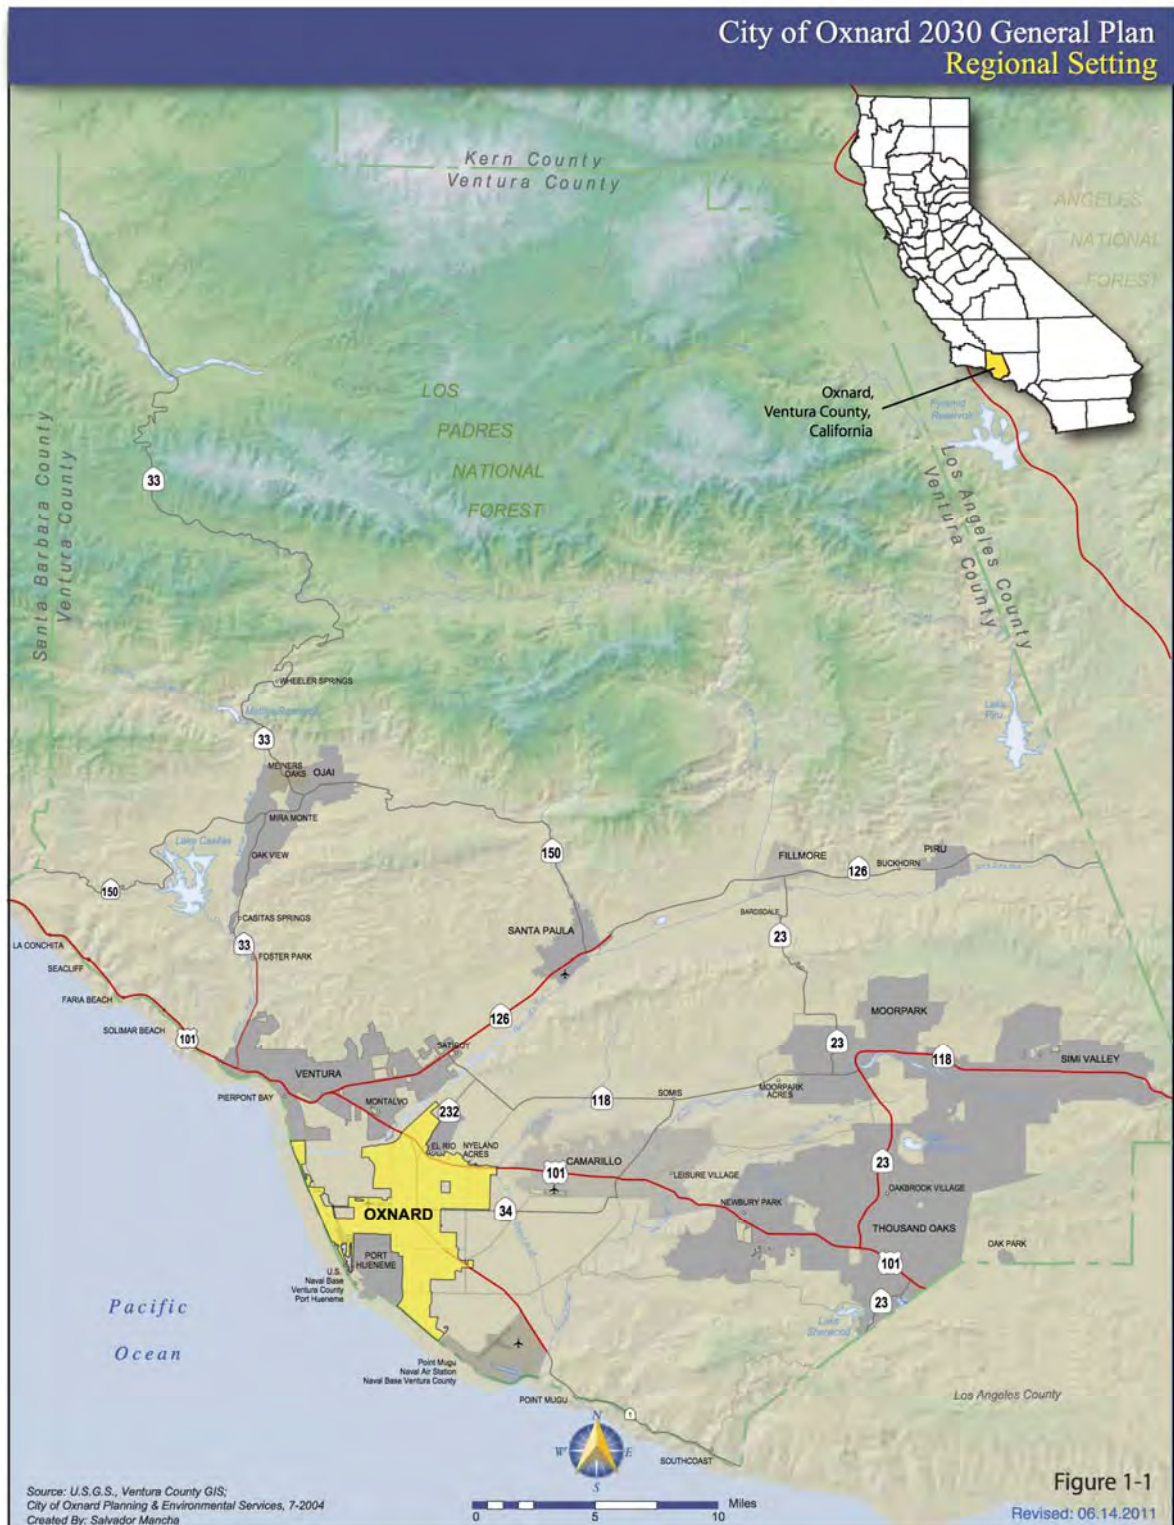 City of Oxnard 2030 General Plan
Regional Setting
Kern County
Ventura County
ANGELES
NATIONAL
FOREST
Oxnard,
Ventura County,
California
Pyramid
Reservoir
LOS
PADRES
NATIONAL
FOREST
Santa Barbara County
Ventura County
Los Angeles County
Ventura County
33
WHEELER SPRINGS
Matilija Reservoir
Lake
Piru
33
MEINERS
OAKS
OJAI
MIRA MONTE
Lake Casitas
OAK VIEW
150
150
FILLMORE
PIRU
BUCKHORN
126
CASITAS SPRINGS
BARDSDALE
SANTA PAULA
23
33
FOSTER PARK
LA CONCHITA
SEACLIFF
FARIA BEACH
SOLIMAR BEACH
101
126
MOORPARK
23
118
SIMI VALLEY
SATICOY
VENTURA
PIERPONT BAY
MONTALVO
232
118
SOMIS
MOORPARK
ACRES
EL RIO
NYELAND
ACRES
CAMARILLO
101
LEISURE VILLAGE
23
OAKBROOK VILLAGE
NEWBURY PARK
OXNARD
34
THOUSAND OAKS
OAK PARK
PORT
HUENEME
U.S.
Naval Base
Ventura County
Port Hueneme
101
23
Lake
Sherwood
Pacific
Ocean
Point Mugu
Naval Air Station
Naval Base Ventura County
POINT MUGU
Los Angeles County
1
SOUTHCOAST
N
W
E
S
Figure 1-1
Source: U.S.G.S., Ventura County GIS;
City of Oxnard Planning & Environmental Services, 7-2004
Created By: Salvador Mancha
0
5
10
Miles
Revised: 06.14.2011